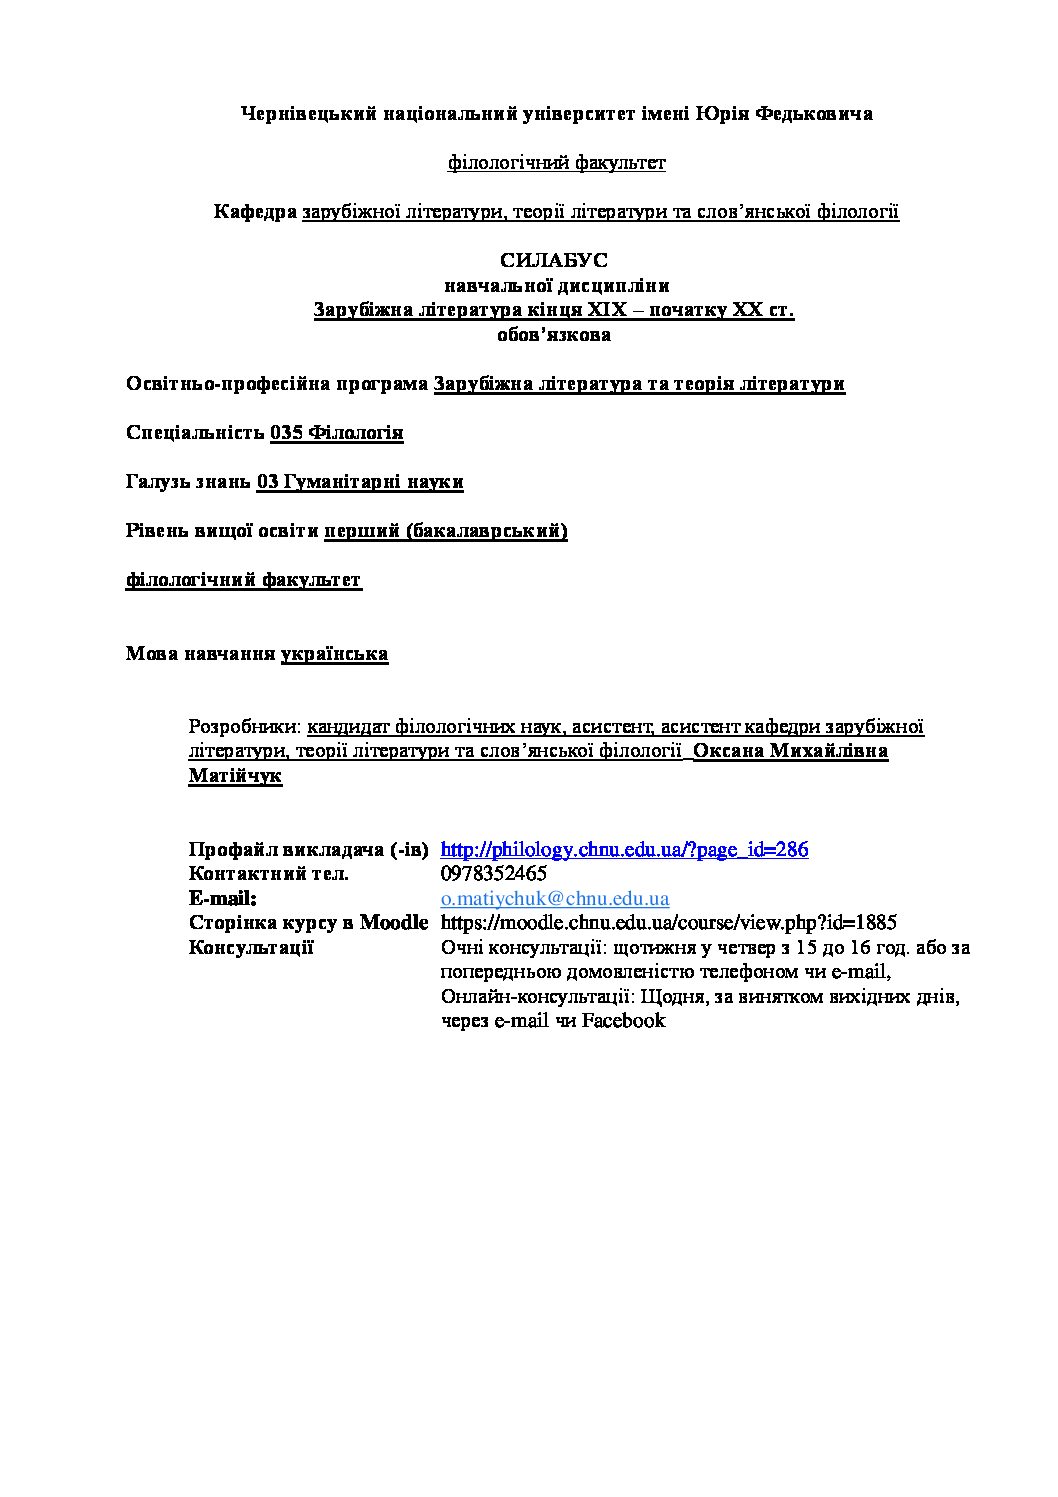 Чернівецький національний університет імені Юрія Федьковича
філологічний факультет
Кафедра зарубіжної літератури, теорії літератури та слов’янської філології
СИЛАБУС
навчальної дисципліни
Зарубіжна література кінця ХІХ – початку ХХ ст.
обов’язкова
Освітньо-професійна програма Зарубіжна література та теорія літератури
Спеціальність 035 Філологія
Галузь знань 03 Гуманітарні науки
Рівень вищої освіти перший (бакалаврський)
філологічний факультет
Мова навчання українська
Розробники: кандидат філологічних наук, асистент, асистент кафедри зарубіжної
літератури, теорії літератури та слов’янської філології_Оксана Михайлівна
Матійчук
Профайл викладача (-ів) http://philology.chnu.edu.ua/?page_id=286
Контактний тел. 0978352465
E-mail: o.matiychuk@chnu.edu.ua
Сторінка курсу в Moodle https://moodle.chnu.edu.ua/course/view.php?id=1885
Консультації Очні консультації: щотижня у четвер з 15 до 16 год. або за
попередньою домовленістю телефоном чи e-mail,
Онлайн-консультації: Щодня, за винятком вихідних днів,
через e-mail чи Facebook